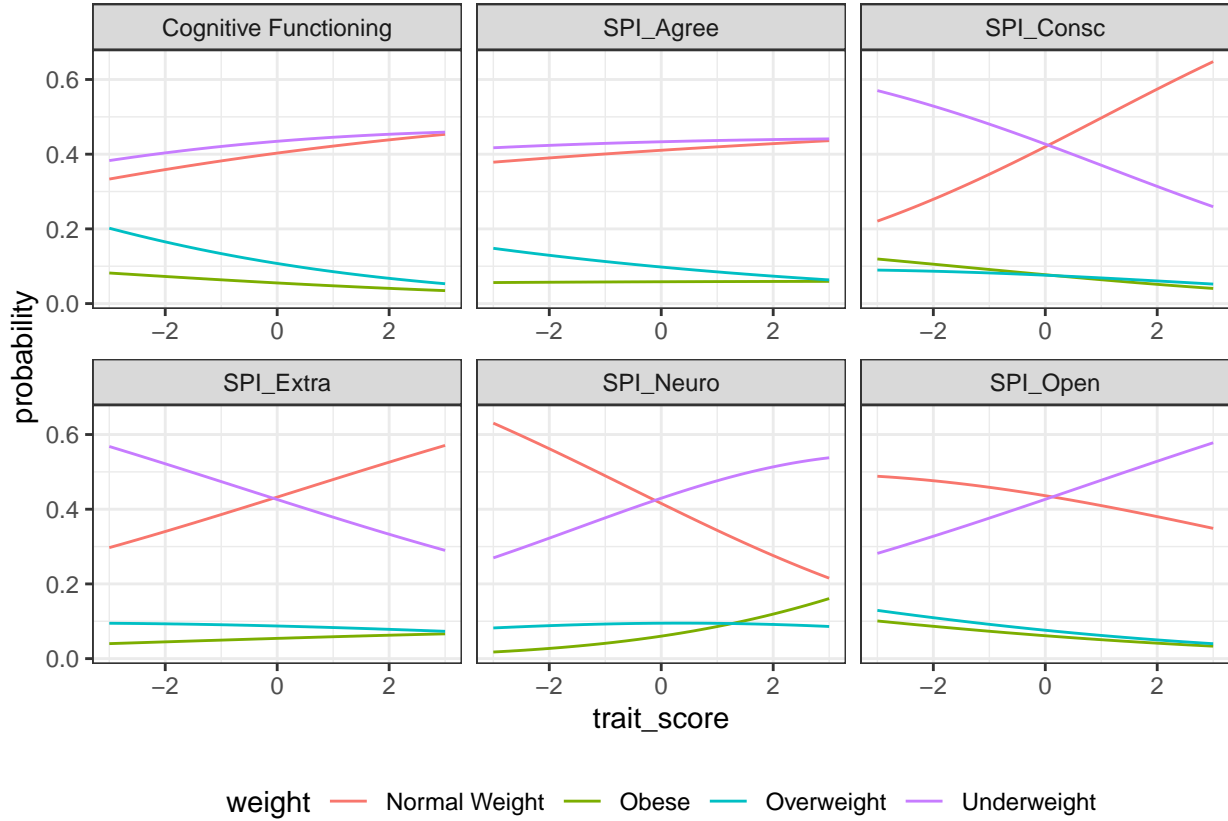 Cognitive Functioning SPI_Agree SPI_Consc
0.6
0.4
0.2
0.0
−2 0 2 −2 0 2 −2 0 2
probability
SPI_Extra SPI_Neuro SPI_Open
0.6
0.4
0.2
0.0
−2 0 2 −2 0 2 −2 0 2
trait_score
weight Normal Weight Obese Overweight Underweight